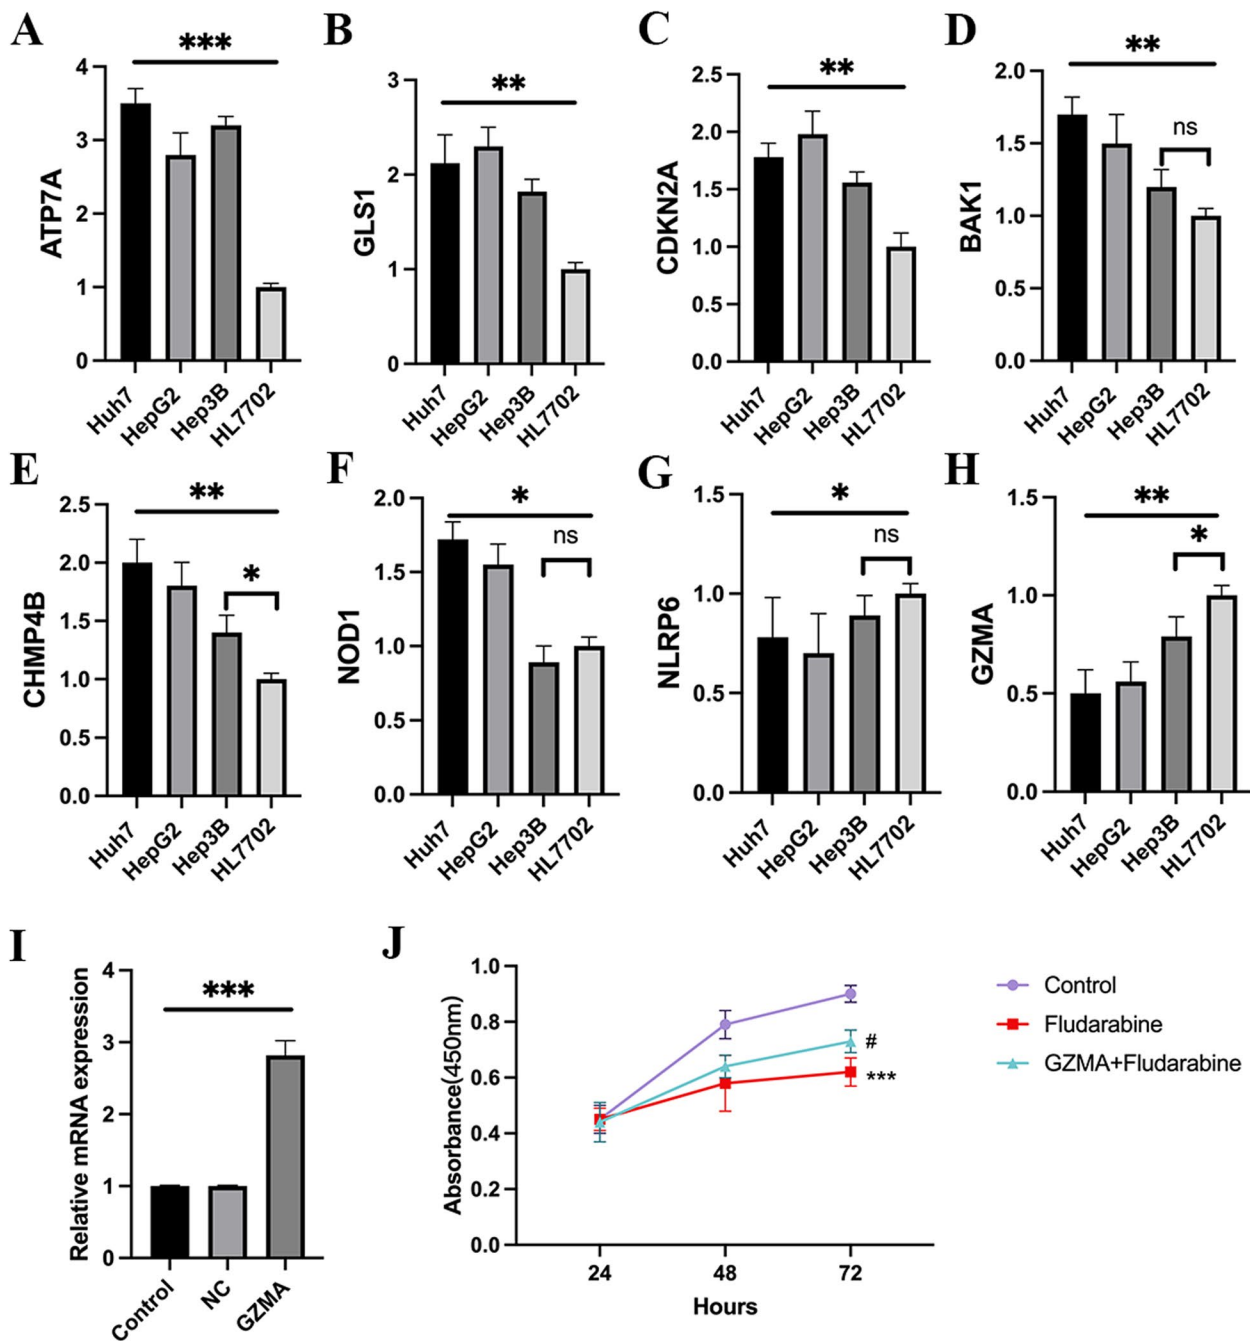 A
***
ATP7A
4
3
2
1
0
Huh7
HepG2
Hep3B
HL7702
B
**
GLS1
3
2
1
0
Huh7
HepG2
Hep3B
HL7702
C
**
CDKN2A
2.5
2.0
1.5
1.0
0.5
0.0
Huh7
HepG2
Hep3B
HL7702
D
**
ns
BAK1
2.0
1.5
1.0
0.5
0.0
Huh7
HepG2
Hep3B
HL7702
E
**
*
CHMP4B
2.5
2.0
1.5
1.0
0.5
0.0
Huh7
HepG2
Hep3B
HL7702
F
*
ns
NOD1
2.0
1.5
1.0
0.5
0.0
Huh7
HepG2
Hep3B
HL7702
G
*
ns
NLRP6
1.5
1.0
0.5
0.0
Huh7
HepG2
Hep3B
HL7702
H
**
*
GZMA
1.5
1.0
0.5
0.0
Huh7
HepG2
Hep3B
HL7702
I
***
Relative mRNA expression
4
3
2
1
0
Control
NC
GZMA
J
Absorbance(450nm)
1.0
0.8
0.6
0.4
0.2
0.0
#
***
24
48
72
Hours
Control
Fludarabine
GZMA+Fludarabine